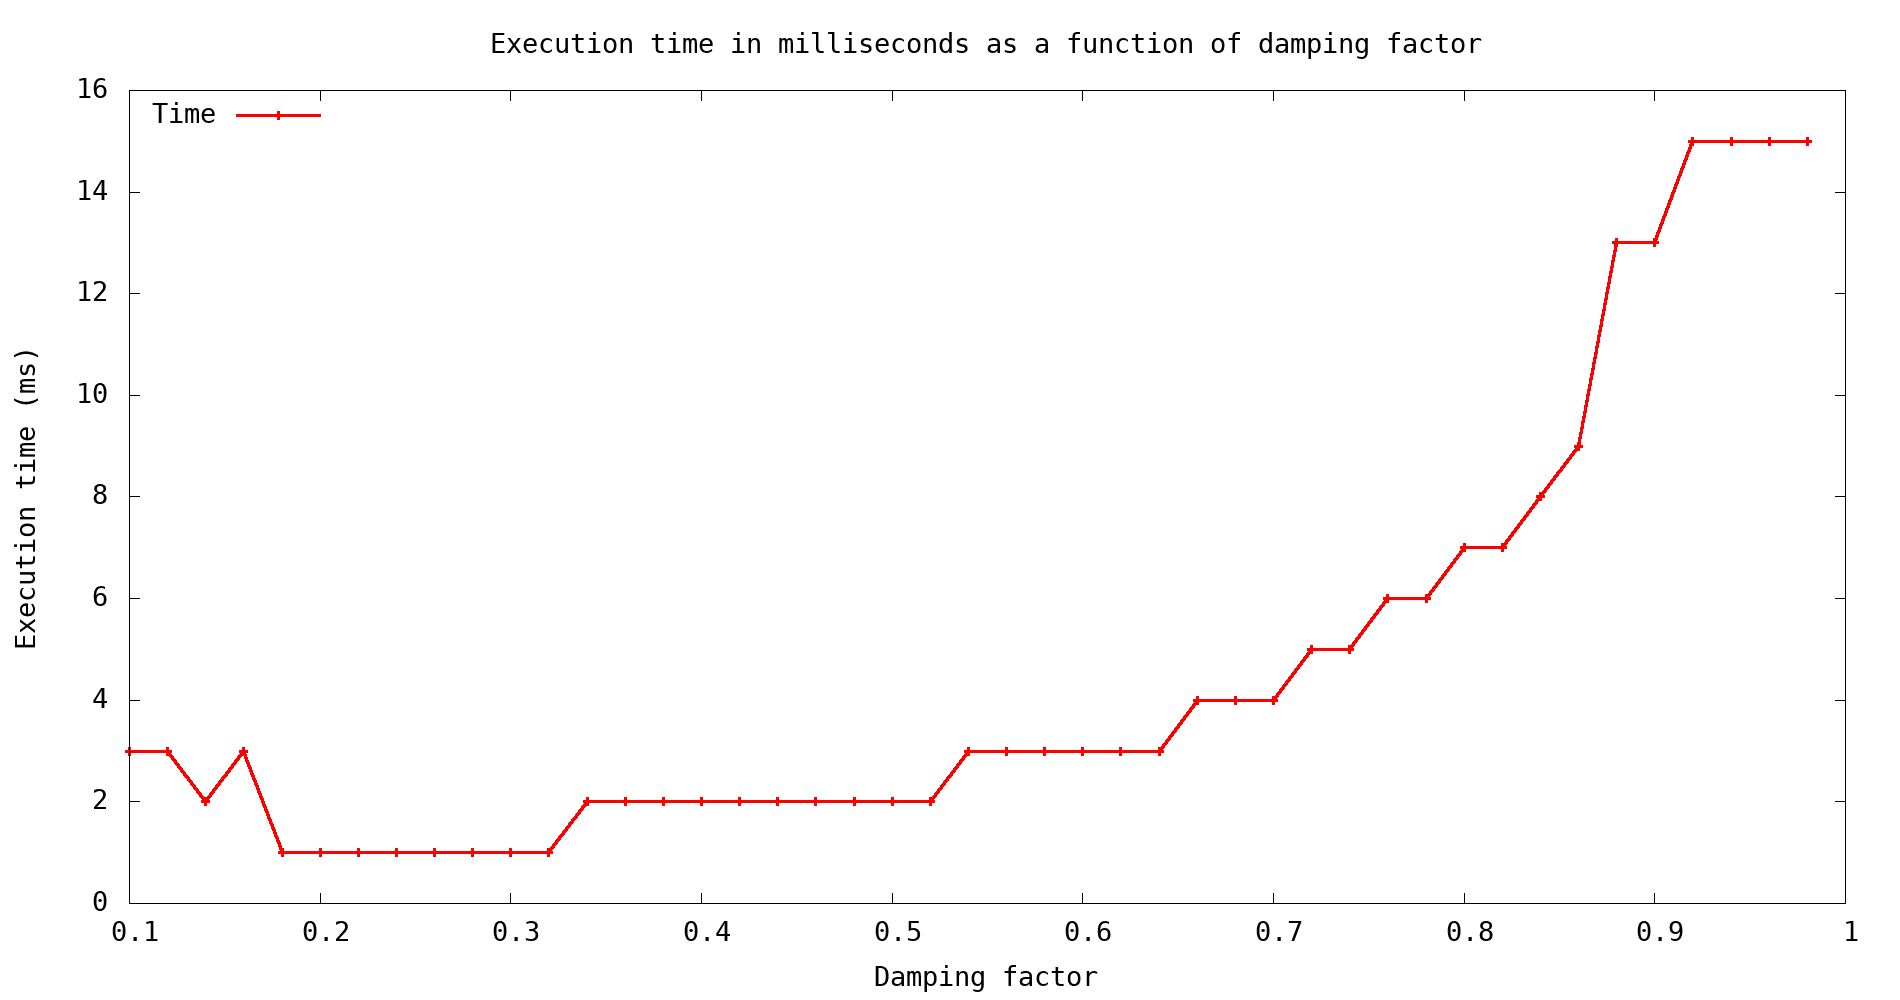 Execution time in milliseconds as a function of damping factor
16
Time
14
12
10
8
6
4
2
0
Execution time (ms)
0.1 0.2 0.3 0.4 0.5 0.6 0.7 0.8 0.9 1
Damping factor